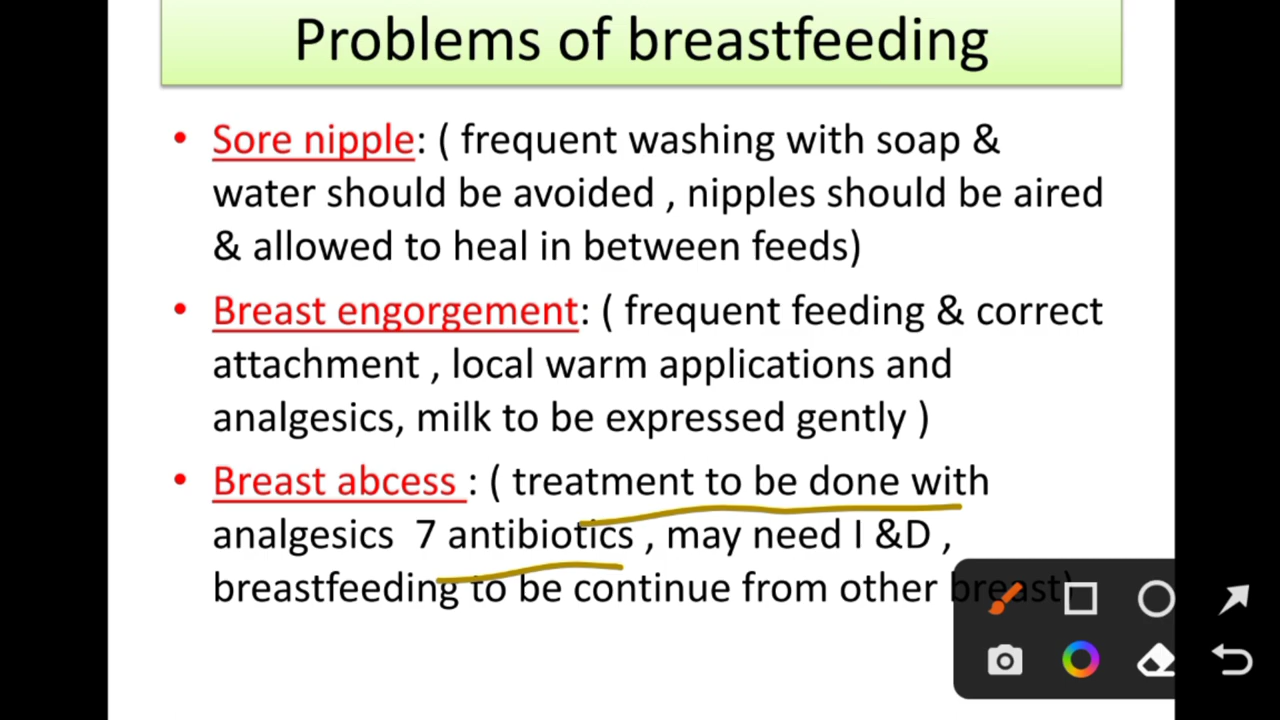 Problems of breastfeeding
• Sore nipple: ( frequent washing with soap &
water should be avoided , nipples should be aired
& allowed to heal in between feeds)
• Breast engorgement: ( frequent feeding & correct
attachment , local warm applications and
analgesics, milk to be expressed gently )
• Breast abcess : ( treatment to be done with
analgesics 7 antibiotics , may need I &D ,
breastfeeding to be continue from other breast)